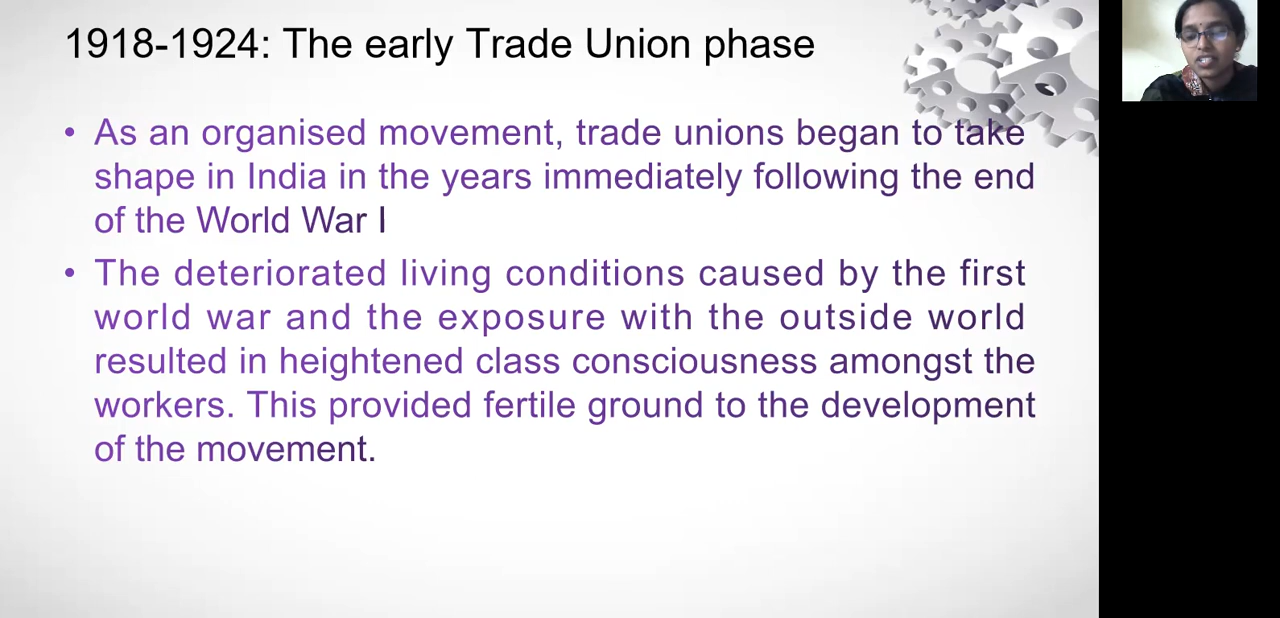 1918-1924: The early Trade Union phase
• As an organised movement, trade unions began to take
shape in India in the years immediately following the end
of the World War I
• The deteriorated living conditions caused by the first
world war and the exposure with the outside world
resulted in heightened class consciousness amongst the
workers. This provided fertile ground to the development
of the movement.